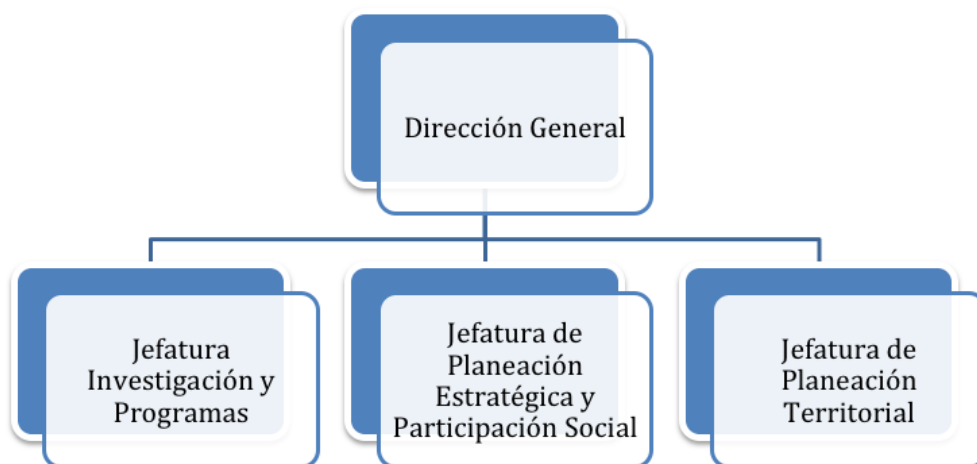 Dirección General
Jefatura
Investigación y
Programas
Jefatura de
Planeación
Estratégica y
Participación Social
Jefatura de
Planeación
Territorial